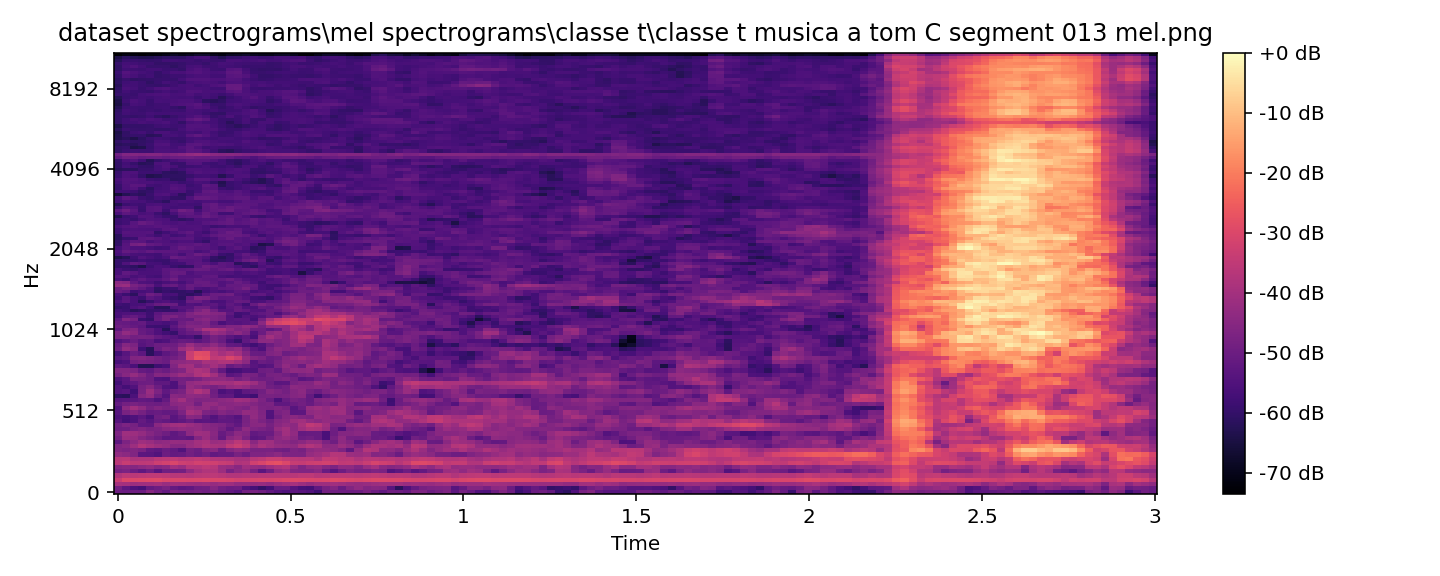 dataset spectrograms\mel spectrograms\classe t\classe t musica a tom C segment 013 mel.png
8192
4096
2048
1024
512
0
Hz
0
0.5
1
1.5
2
2.5
3
Time
+0 dB
-10 dB
-20 dB
-30 dB
-40 dB
-50 dB
-60 dB
-70 dB